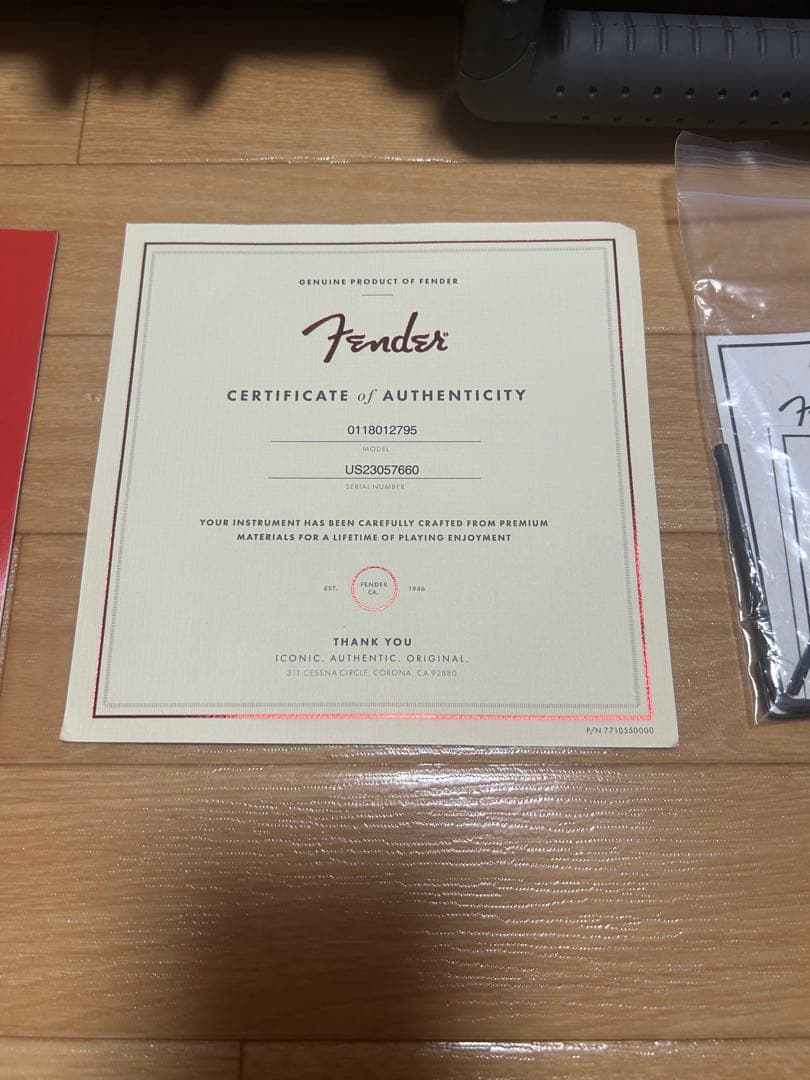 GENUINE PRODUCT OF FENDER
Fender
CERTIFICATE of AUTHENTICITY
0118012795
MODEL
US23057660
SERIAL NUMBER
YOUR INSTRUMENT HAS BEEN CAREFULLY CRAFTED FROM PREMIUM
MATERIALS FOR A LIFETIME OF PLAYING ENJOYMENT
EST.
FENDER
CA.
1946
THANK YOU
ICONIC. AUTHENTIC. ORIGINAL.
311 CESSNA CIRCLE, CORONA, CA 92880
P/N 7710550000